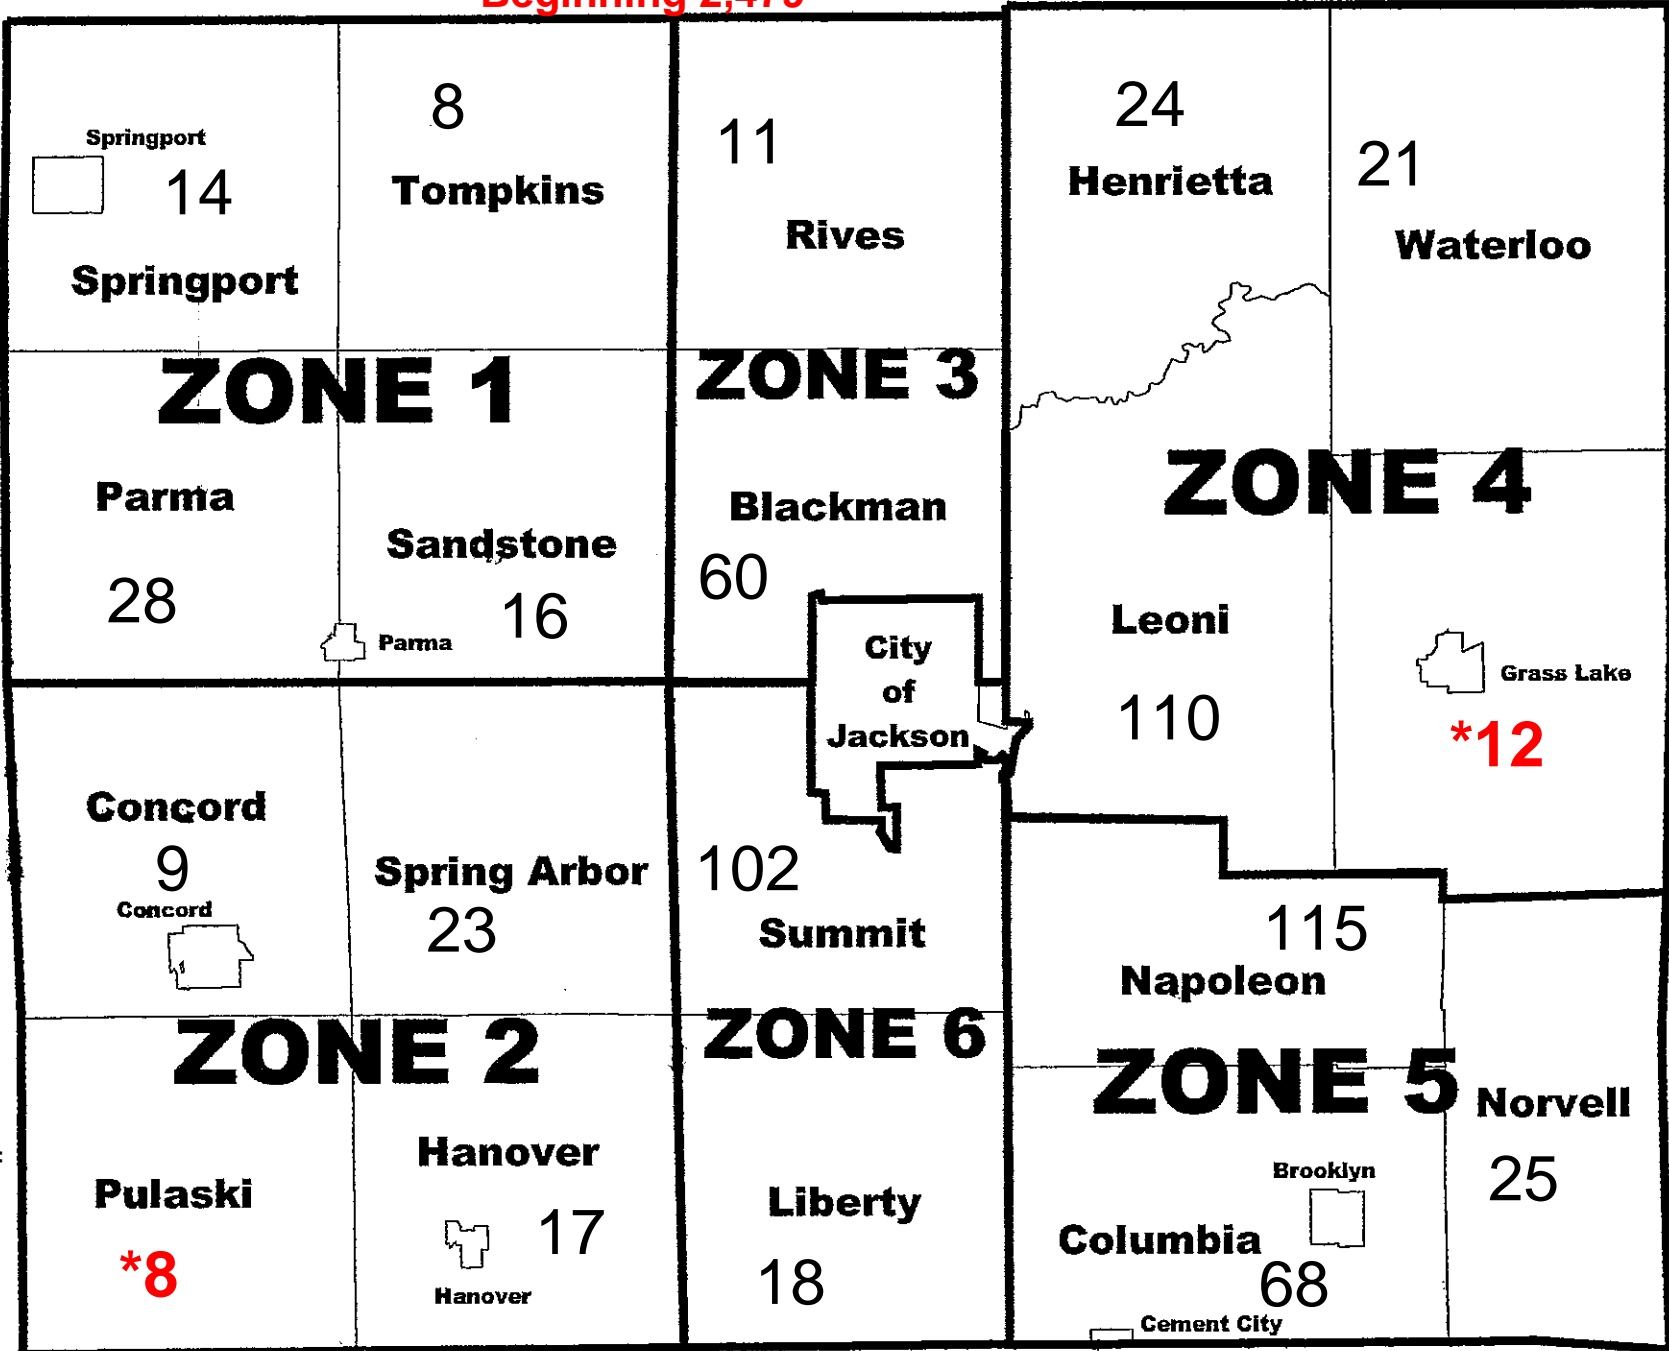 Beginning
8
24
11
Springport
21
14
Tompkins
Henrietta
Rives
Waterloo
Springport
ZONE 1
ZONE 3
ZONE 4
Parma
Blackman
Sandstone
60
28
16
Leoni
Parma
City
of
Jackson
Grass Lake
110
*12
Concord
9
Spring Arbor
102
Concord
23
Summit
115
Napoleon
ZONE 2
ZONE 6
ZONE 5
Norvell
Hanover
Brooklyn
25
Pulaski
Liberty
17
Columbia
*8
18
68
Hanover
Cement City